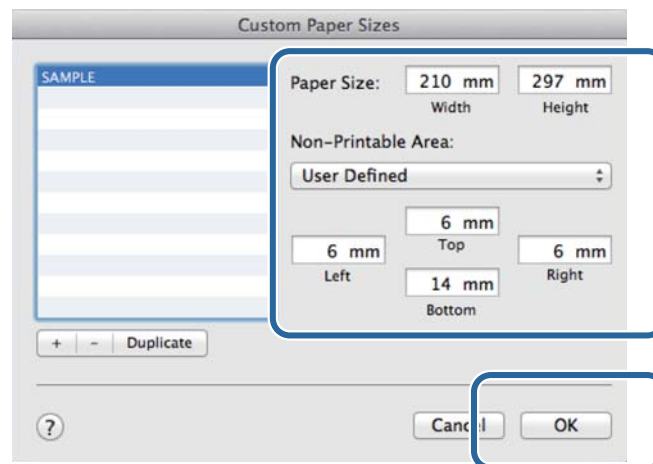 Custom Paper Sizes
SAMPLE
Paper Size: 210 mm 297 mm
Width Height
Non-Printable Area:
User Defined
6 mm
Top
6 mm 6 mm
Left Right
14 mm
Bottom
+ - Duplicate
? Cancel OK